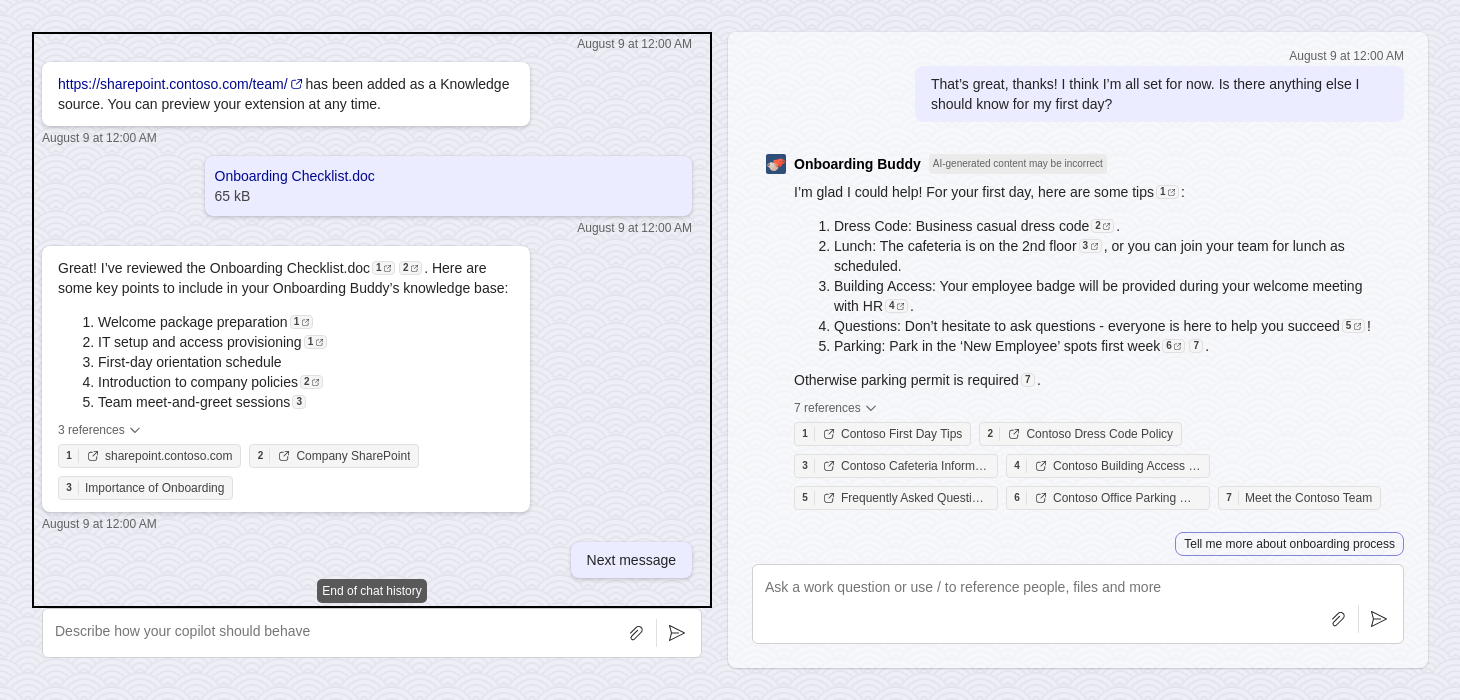 August 9 at 12:00 AM
https://sharepoint.contoso.com/team/ has been added as a Knowledge
source. You can preview your extension at any time.
August 9 at 12:00 AM
Onboarding Checklist.doc
65 kB
August 9 at 12:00 AM
Great! I’ve reviewed the Onboarding Checklist.doc 1 2 . Here are
some key points to include in your Onboarding Buddy’s knowledge base:
1. Welcome package preparation 1
2. IT setup and access provisioning 1
3. First-day orientation schedule
4. Introduction to company policies 2
5. Team meet-and-greet sessions 3
3 references
1 sharepoint.contoso.com 2 Company SharePoint
3 Importance of Onboarding
August 9 at 12:00 AM
Next message
End of chat history
Describe how your copilot should behave
August 9 at 12:00 AM
That’s great, thanks! I think I’m all set for now. Is there anything else I
should know for my first day?
Onboarding Buddy AI-generated content may be incorrect
I’m glad I could help! For your first day, here are some tips 1 :
1. Dress Code: Business casual dress code 2 .
2. Lunch: The cafeteria is on the 2nd floor 3 , or you can join your team for lunch as
scheduled.
3. Building Access: Your employee badge will be provided during your welcome meeting
with HR 4 .
4. Questions: Don’t hesitate to ask questions - everyone is here to help you succeed 5 !
5. Parking: Park in the ‘New Employee’ spots first week 6 7 .
Otherwise parking permit is required 7 .
7 references
1 Contoso First Day Tips 2 Contoso Dress Code Policy
3 Contoso Cafeteria Inform… 4 Contoso Building Access …
5 Frequently Asked Questi… 6 Contoso Office Parking … 7 Meet the Contoso Team
Tell me more about onboarding process
Ask a work question or use / to reference people, files and more